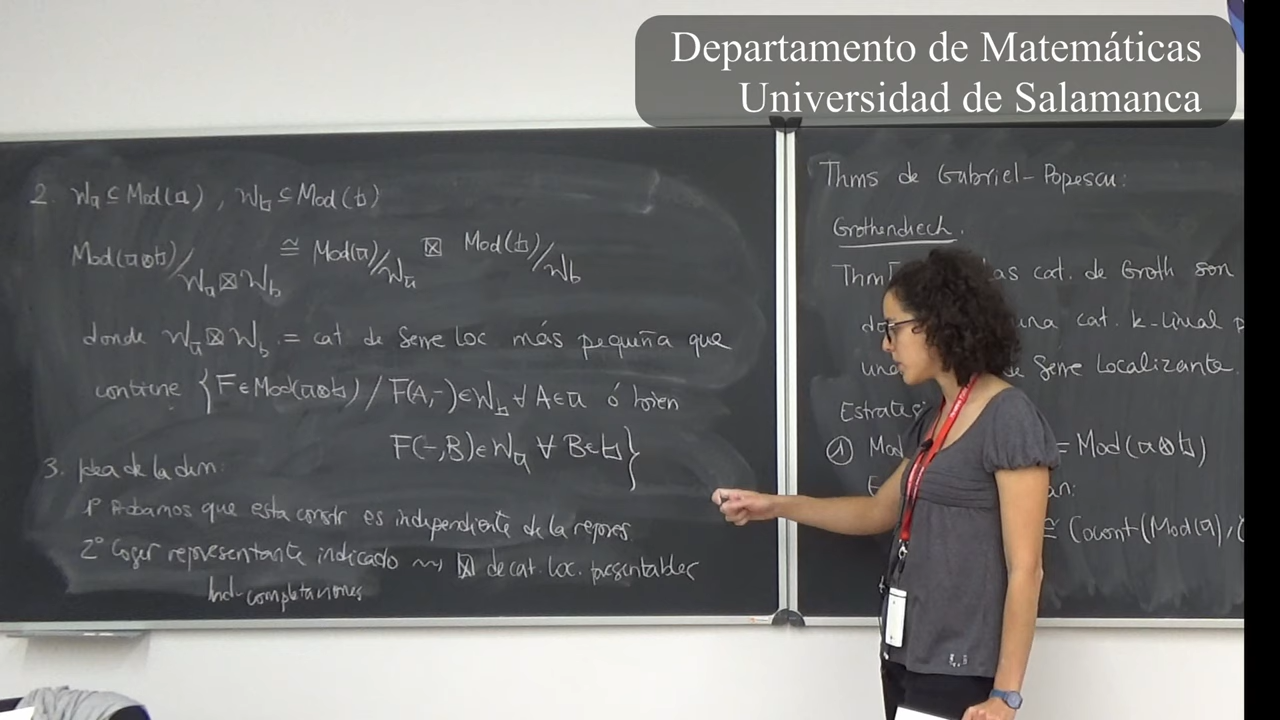 Departamento de Matemáticas
Universidad de Salamanca
2. W_a ⊆ Mod(a), W_b ⊆ Mod(b)
Mod(a⊗b)/W_a⊠W_b ≅ Mod(a)/W_a ⊠ Mod(b)/W_b
donde W_a⊠W_b := cat. de Serre Loc más pequeña que
contiene {F∈Mod(a⊗b) / F(A,-)∈W_b ∀ A∈a ó bien
F(-,B)∈W_a ∀ B∈b}
3. Idea de la dem:
1º Probamos que esta constr es independiente de la repres.
2º Coger representante indicado ⇝ ⊠ de cat. loc. presentables
Ind-completaciones
Thms de Gabriel-Popescu:
Grothendieck.
Thm[ las cat. de Groth son
una cat. k-lineal
una Serre Localizante.
① Mod = Mod(a⊗b)
≅ Cocont(Mod(a),